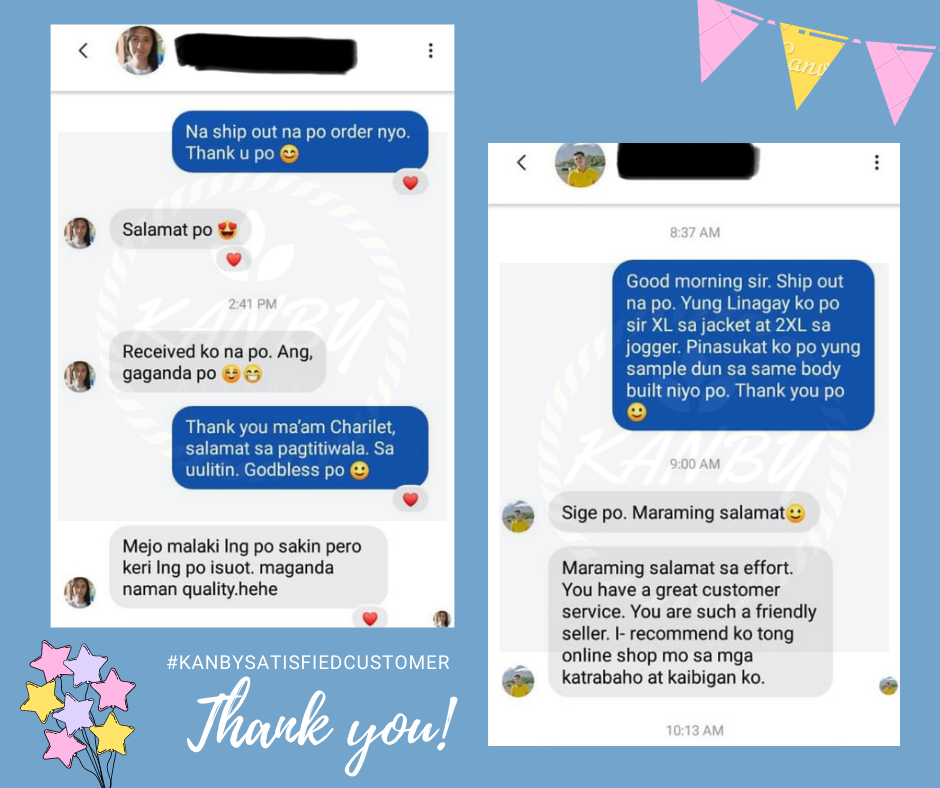 Na ship out na po order nyo.
Thank u po 😊
Salamat po 😍
2:41 PM
Received ko na po. Ang,
gaganda po ☺️😁
Thank you ma'am Charilet,
salamat sa pagtitiwala. Sa
uulitin. Godbless po 🙂
Mejo malaki lng po sakin pero
keri lng po isuot. maganda
naman quality.hehe
KANBY
#KANBYSATISFIEDCUSTOMER
Thank you!
8:37 AM
Good morning sir. Ship out
na po. Yung Linagay ko po
sir XL sa jacket at 2XL sa
jogger. Pinasukat ko po yung
sample dun sa same body
built niyo po. Thank you po
🙂
9:00 AM
Sige po. Maraming salamat🙂
Maraming salamat sa effort.
You have a great customer
service. You are such a friendly
seller. I- recommend ko tong
online shop mo sa mga
katrabaho at kaibigan ko.
10:13 AM
KANBY